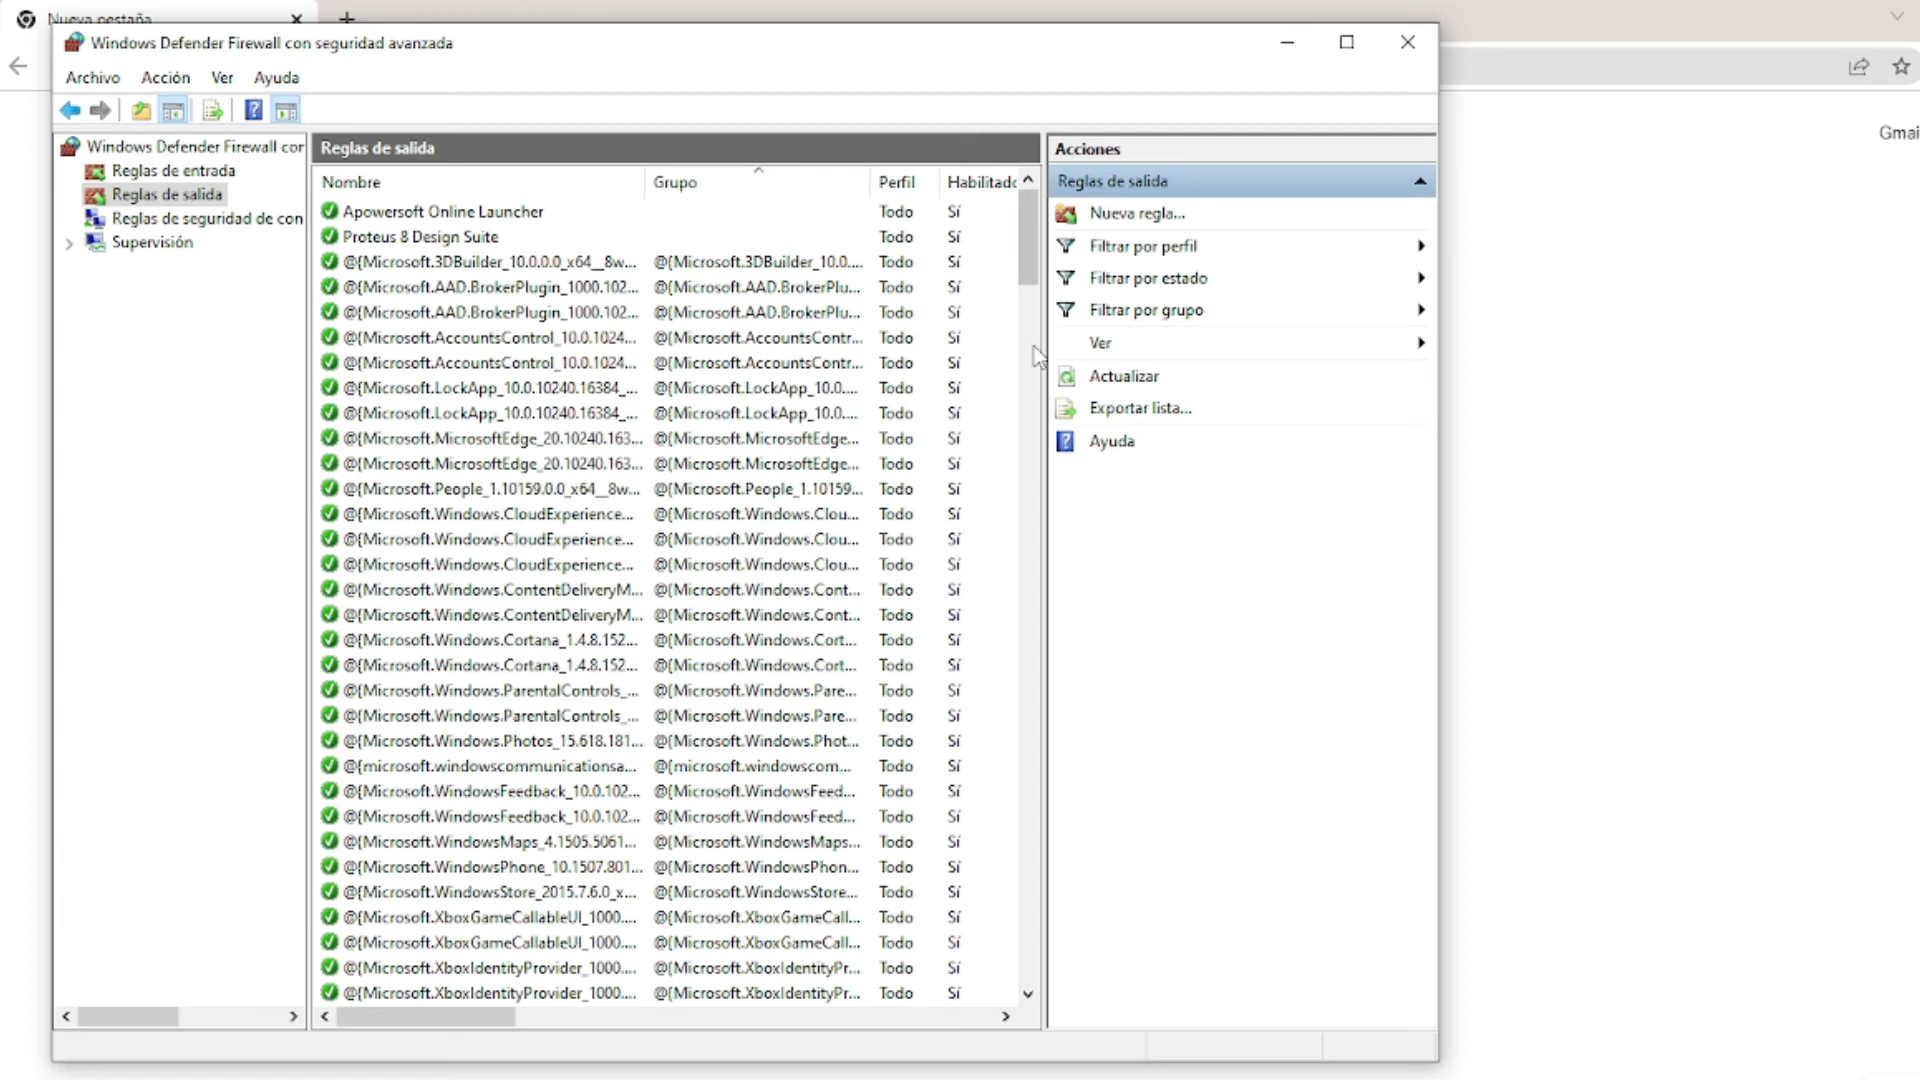 Nueva pestaña
Windows Defender Firewall con seguridad avanzada
Archivo Acción Ver Ayuda
Gmai
Windows Defender Firewall cor
Reglas de entrada
Reglas de salida
Reglas de seguridad de con
Supervisión
Reglas de salida
Nombre Grupo Perfil Habilitado
Apowersoft Online Launcher Todo Sí
Proteus 8 Design Suite Todo Sí
@{Microsoft.3DBuilder_10.0.0.0_x64__8w... @{Microsoft.3DBuilder_10.0.... Todo Sí
@{Microsoft.AAD.BrokerPlugin_1000.102... @{Microsoft.AAD.BrokerPlu... Todo Sí
@{Microsoft.AAD.BrokerPlugin_1000.102... @{Microsoft.AAD.BrokerPlu... Todo Sí
@{Microsoft.AccountsControl_10.0.1024... @{Microsoft.AccountsContr... Todo Sí
@{Microsoft.AccountsControl_10.0.1024... @{Microsoft.AccountsContr... Todo Sí
@{Microsoft.LockApp_10.0.10240.16384_... @{Microsoft.LockApp_10.0.... Todo Sí
@{Microsoft.LockApp_10.0.10240.16384_... @{Microsoft.LockApp_10.0.... Todo Sí
@{Microsoft.MicrosoftEdge_20.10240.163... @{Microsoft.MicrosoftEdge... Todo Sí
@{Microsoft.MicrosoftEdge_20.10240.163... @{Microsoft.MicrosoftEdge... Todo Sí
@{Microsoft.People_1.10159.0.0_x64__8w... @{Microsoft.People_1.10159... Todo Sí
@{Microsoft.Windows.CloudExperience... @{Microsoft.Windows.Clou... Todo Sí
@{Microsoft.Windows.CloudExperience... @{Microsoft.Windows.Clou... Todo Sí
@{Microsoft.Windows.CloudExperience... @{Microsoft.Windows.Clou... Todo Sí
@{Microsoft.Windows.ContentDeliveryM... @{Microsoft.Windows.Cont... Todo Sí
@{Microsoft.Windows.ContentDeliveryM... @{Microsoft.Windows.Cont... Todo Sí
@{Microsoft.Windows.Cortana_1.4.8.152... @{Microsoft.Windows.Cort... Todo Sí
@{Microsoft.Windows.Cortana_1.4.8.152... @{Microsoft.Windows.Cort... Todo Sí
@{Microsoft.Windows.ParentalControls_... @{Microsoft.Windows.Pare... Todo Sí
@{Microsoft.Windows.ParentalControls_... @{Microsoft.Windows.Pare... Todo Sí
@{Microsoft.Windows.Photos_15.618.181... @{Microsoft.Windows.Phot... Todo Sí
@{microsoft.windowscommunicationsa... @{microsoft.windowscom... Todo Sí
@{Microsoft.WindowsFeedback_10.0.102... @{Microsoft.WindowsFeed... Todo Sí
@{Microsoft.WindowsFeedback_10.0.102... @{Microsoft.WindowsFeed... Todo Sí
@{Microsoft.WindowsMaps_4.1505.5061... @{Microsoft.WindowsMaps... Todo Sí
@{Microsoft.WindowsPhone_10.1507.801... @{Microsoft.WindowsPhon... Todo Sí
@{Microsoft.WindowsStore_2015.7.6.0_x... @{Microsoft.WindowsStore... Todo Sí
@{Microsoft.XboxGameCallableUI_1000.... @{Microsoft.XboxGameCall... Todo Sí
@{Microsoft.XboxGameCallableUI_1000.... @{Microsoft.XboxGameCall... Todo Sí
@{Microsoft.XboxIdentityProvider_1000.... @{Microsoft.XboxIdentityPr... Todo Sí
@{Microsoft.XboxIdentityProvider_1000.... @{Microsoft.XboxIdentityPr... Todo Sí
Acciones
Reglas de salida
Nueva regla...
Filtrar por perfil
Filtrar por estado
Filtrar por grupo
Ver
Actualizar
Exportar lista...
Ayuda